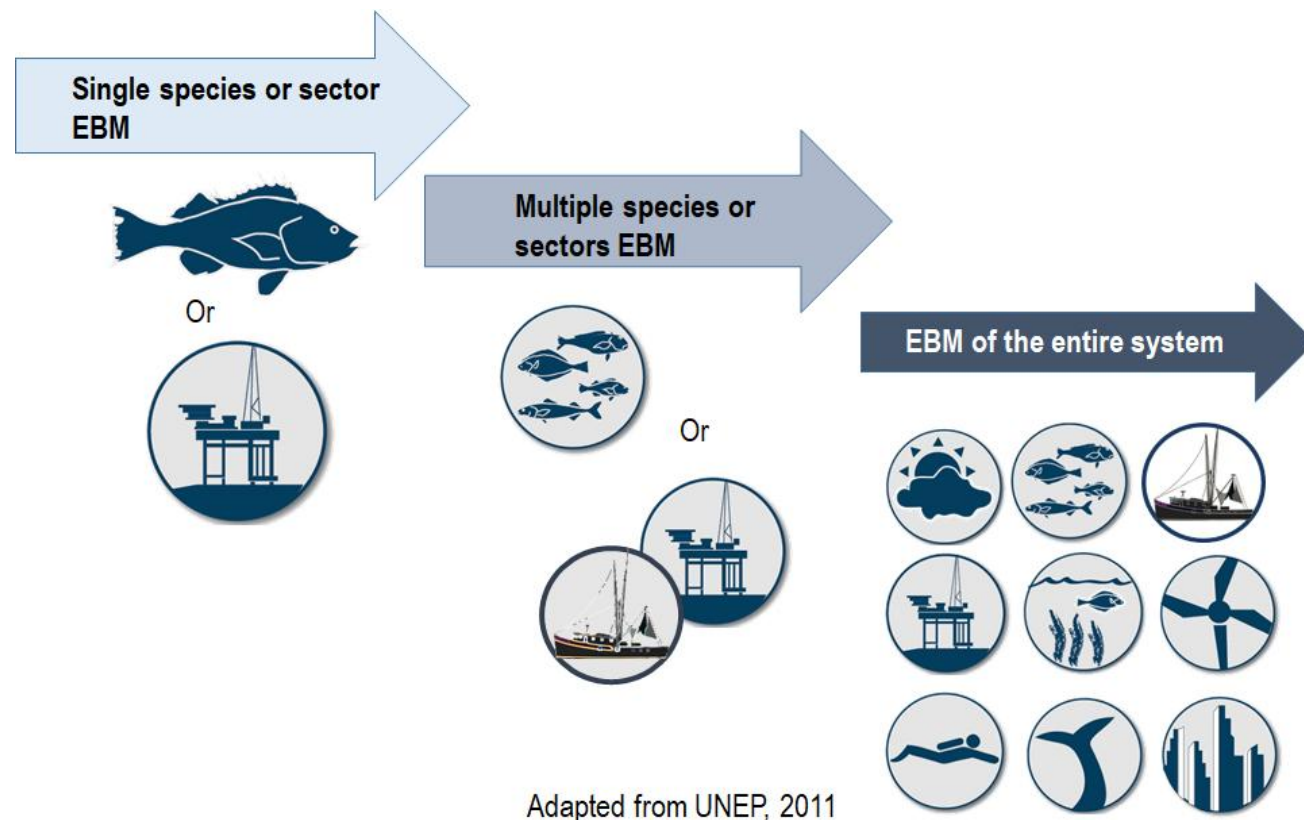 Single species or sector
EBM
Or
Multiple species or
sectors EBM
Or
EBM of the entire system
Adapted from UNEP, 2011